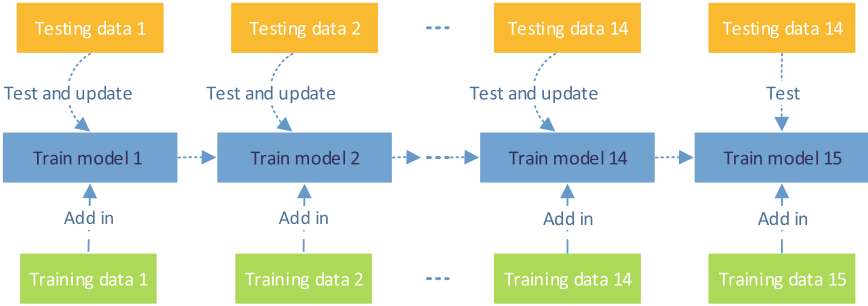 Testing data 1
Testing data 2
Testing data 14
Testing data 14
Test and update
Test and update
Test and update
Test
Train model 1
Train model 2
Train model 14
Train model 15
Add in
Add in
Add in
Add in
Training data 1
Training data 2
Training data 14
Training data 15